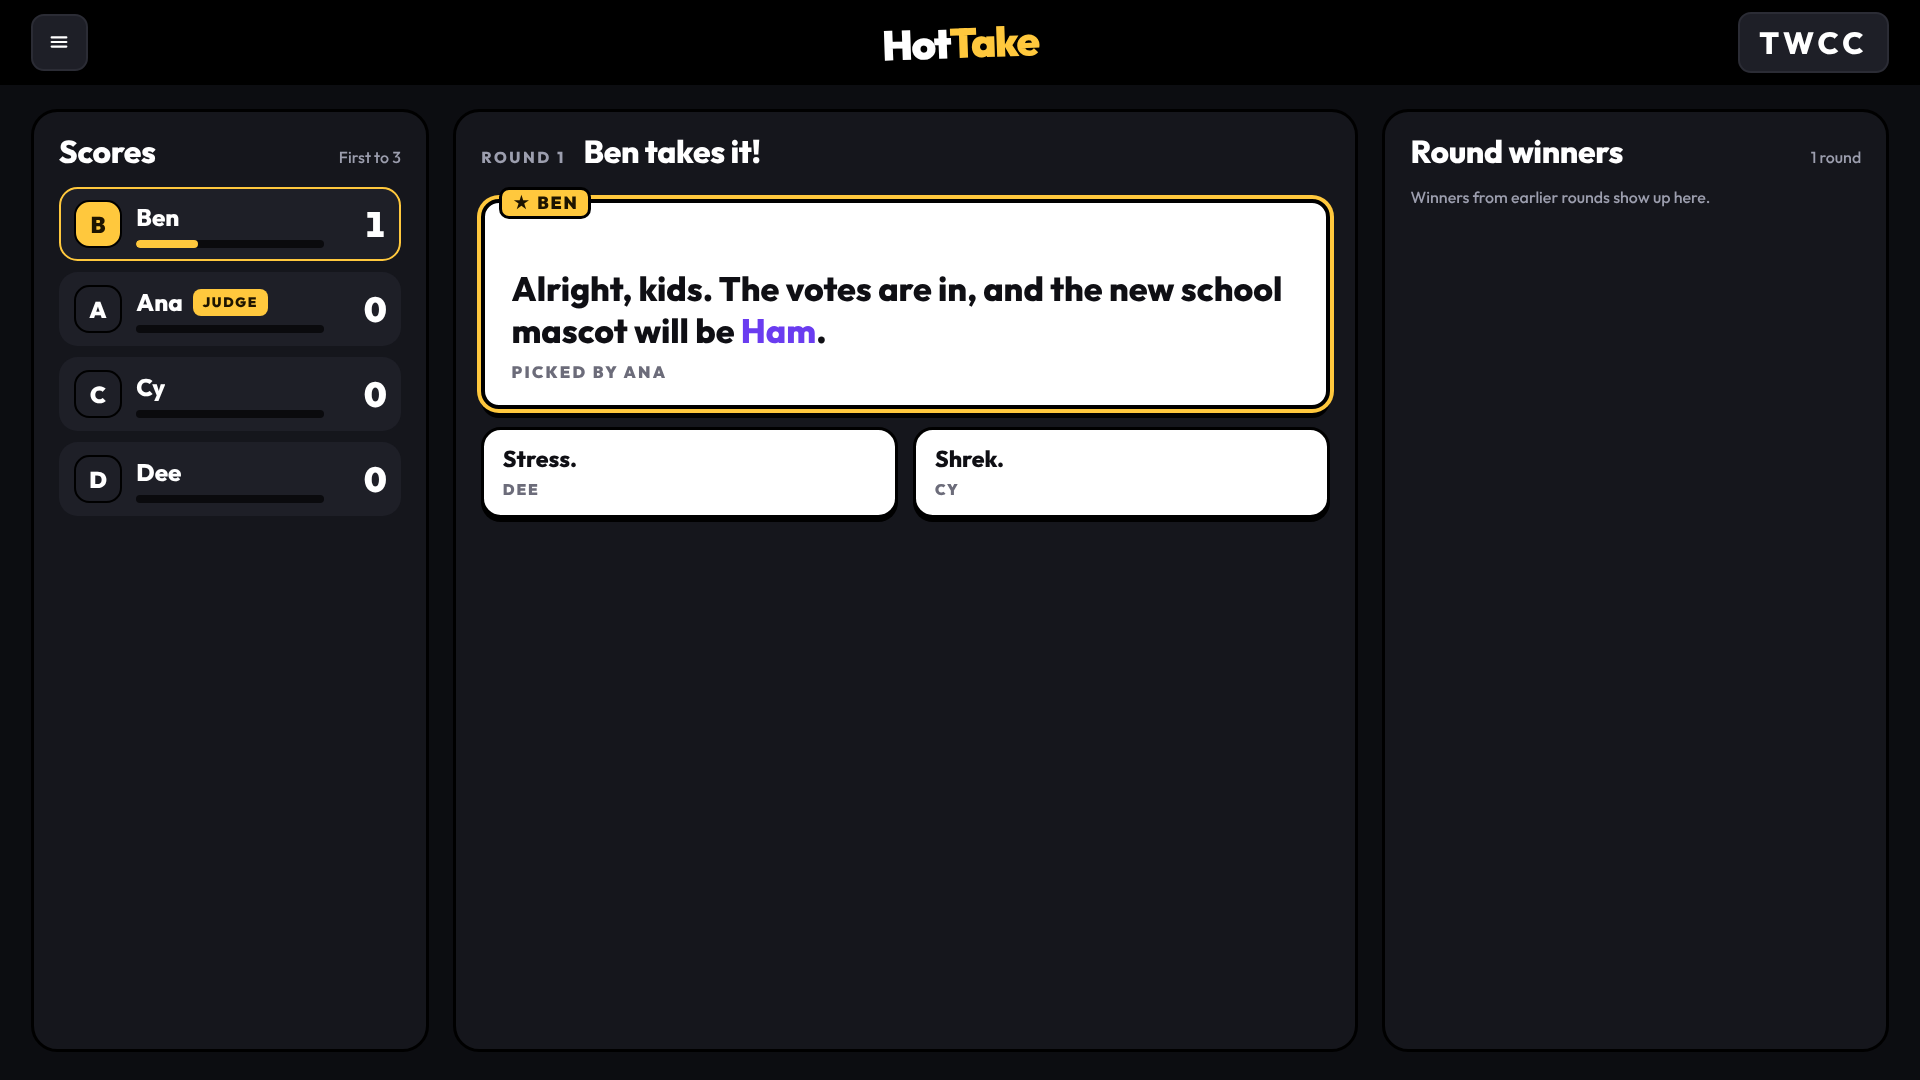 HotTake
TWCC
Scores
First to 3
B
Ben
1
A
Ana
JUDGE
0
C
Cy
0
D
Dee
0
ROUND 1
Ben takes it!
★ BEN
Alright, kids. The votes are in, and the new school
mascot will be Ham.
PICKED BY ANA
Stress.
DEE
Shrek.
CY
Round winners
1 round
Winners from earlier rounds show up here.